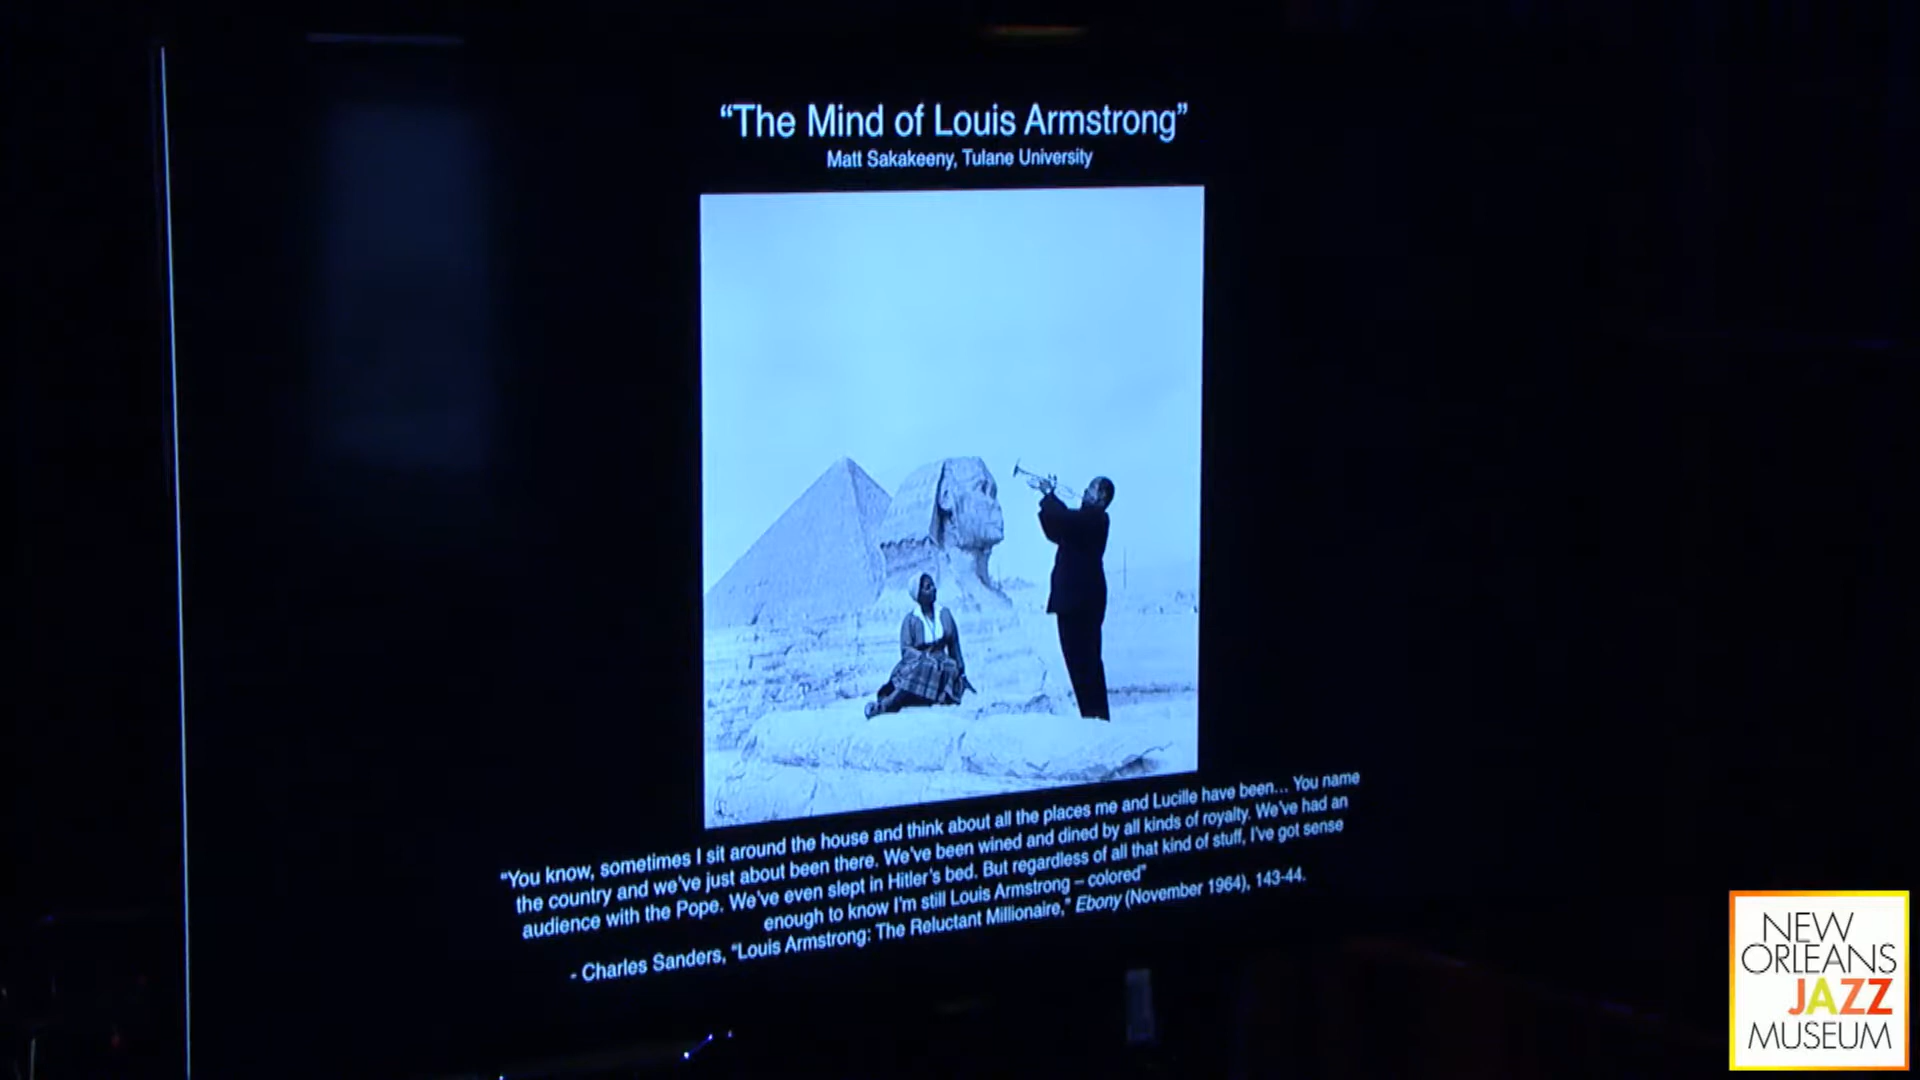 “The Mind of Louis Armstrong”
Matt Sakakeeny, Tulane University
“You know, sometimes I sit around the house and think about all the places me and Lucille have been... You name
the country and we've just about been there. We've been wined and dined by all kinds of royalty. We've had an
audience with the Pope. We've even slept in Hitler's bed. But regardless of all that kind of stuff, I've got sense
enough to know I'm still Louis Armstrong – colored”
- Charles Sanders, “Louis Armstrong: The Reluctant Millionaire,” Ebony (November 1964), 143-44.
NEW
ORLEANS
JAZZ
MUSEUM